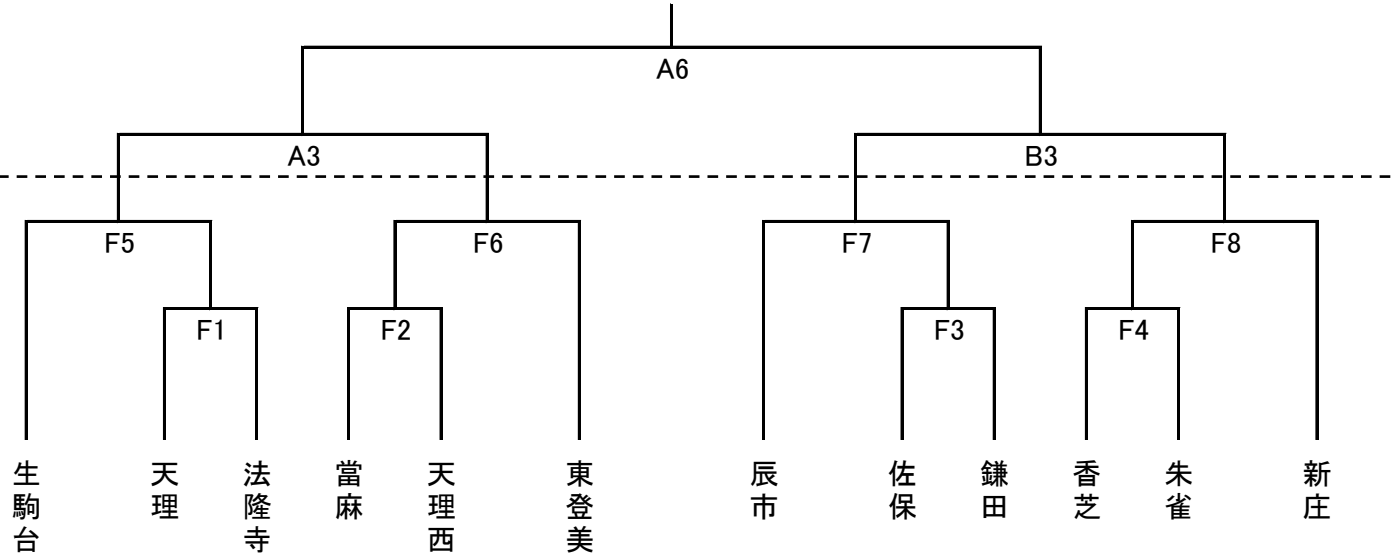 A6
A3
B3
F5
F6
F7
F8
F1
F2
F3
F4
生駒台
天理
法隆寺
當麻
天理西
東登美
辰市
佐保
鎌田
香芝
朱雀
新庄